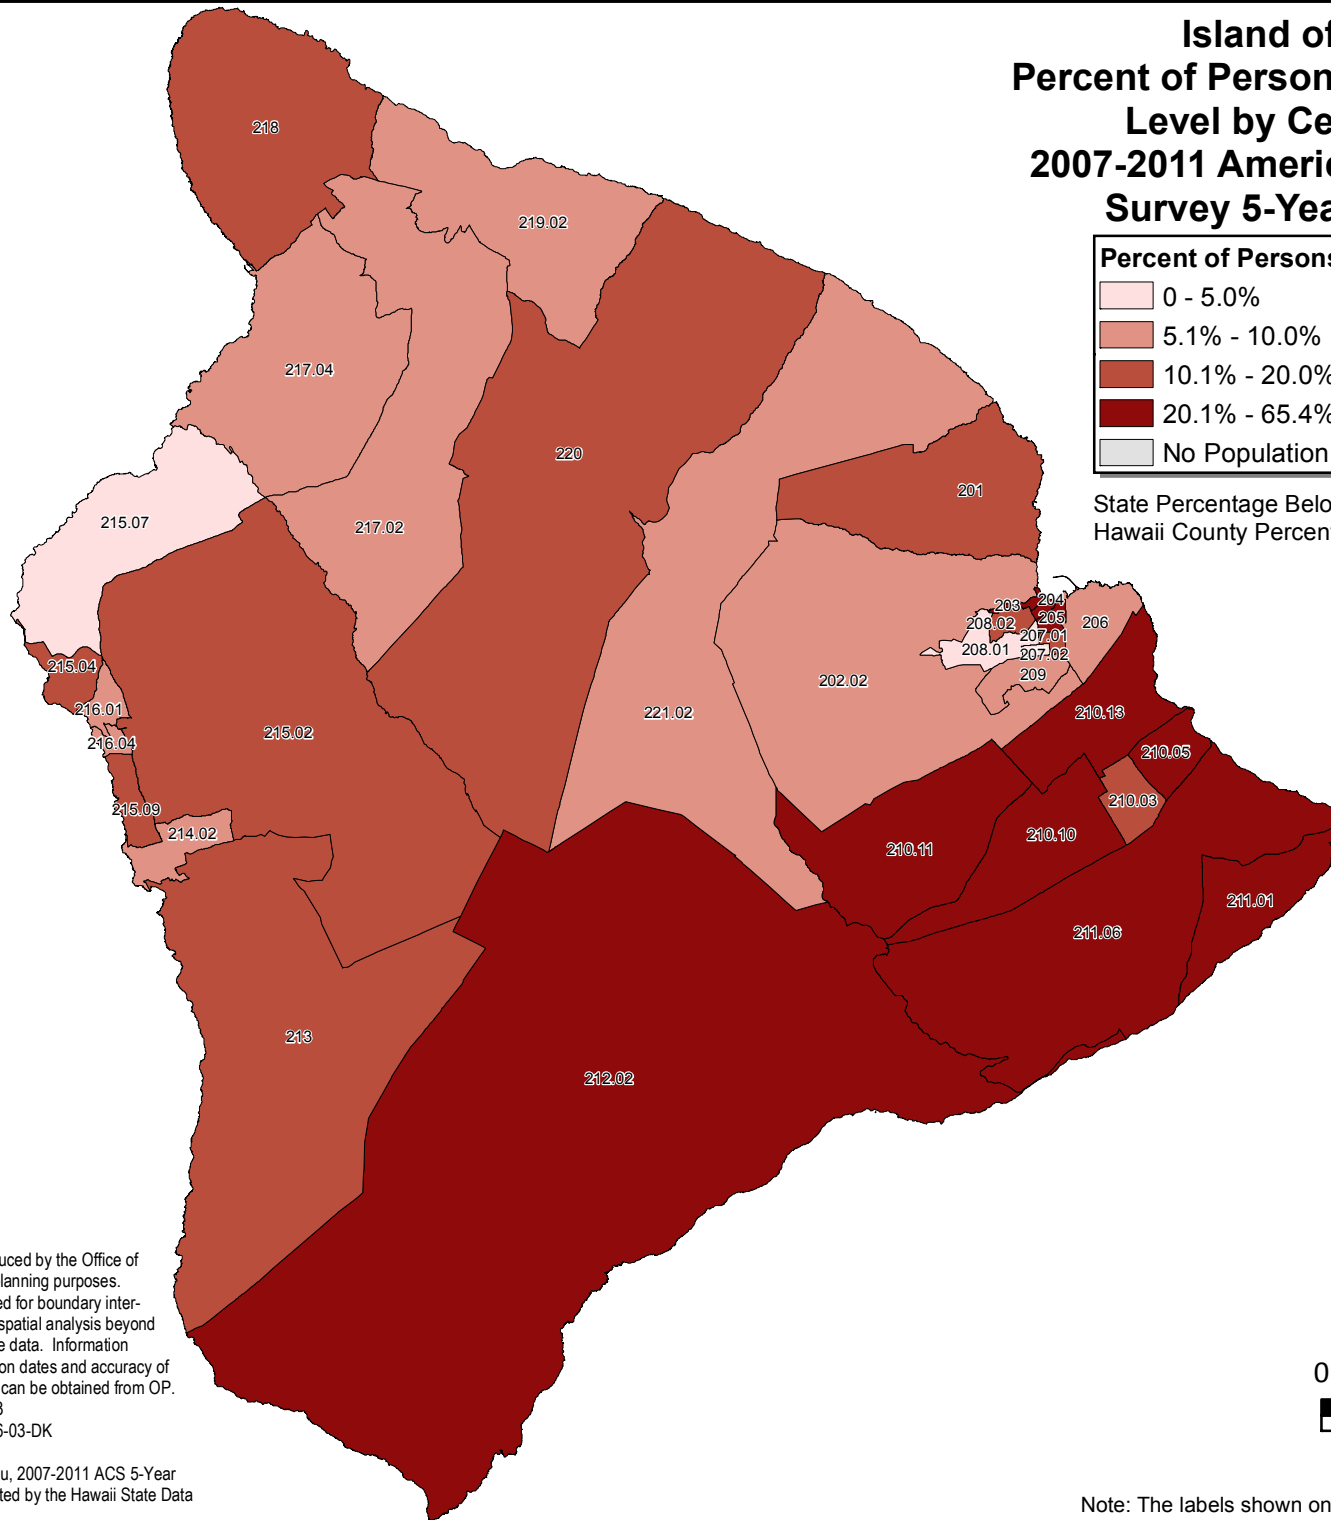 Island of
Percent of Person
Level by Ce
2007-2011 Ameri
Survey 5-Yea
Percent of Persons
0 - 5.0%
5.1% - 10.0%
10.1% - 20.0%
20.1% - 65.4%
No Population
State Percentage Belo
Hawaii County Percent
218
219.02
217.04
220
201
215.07
217.02
203
204
205
208.02
207.01
206
208.01
207.02
209
215.04
202.02
216.01
221.02
210.13
215.02
216.04
210.05
215.09
210.03
214.02
210.10
210.11
211.01
211.06
213
212.02
uced by the Office of
lanning purposes.
ed for boundary inter-
spatial analysis beyond
e data. Information
on dates and accuracy of
can be obtained from OP.
3
6-03-DK
u, 2007-2011 ACS 5-Year
ted by the Hawaii State Data
0
Note: The labels shown on